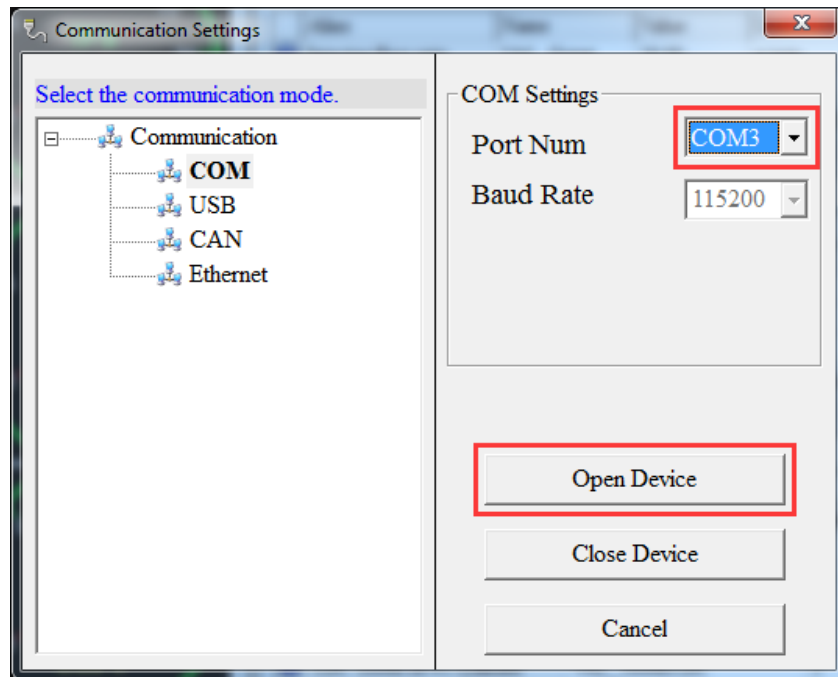 Communication Settings
Select the communication mode.
Communication
COM
USB
CAN
Ethernet
COM Settings
Port Num
COM3
Baud Rate
115200
Open Device
Close Device
Cancel